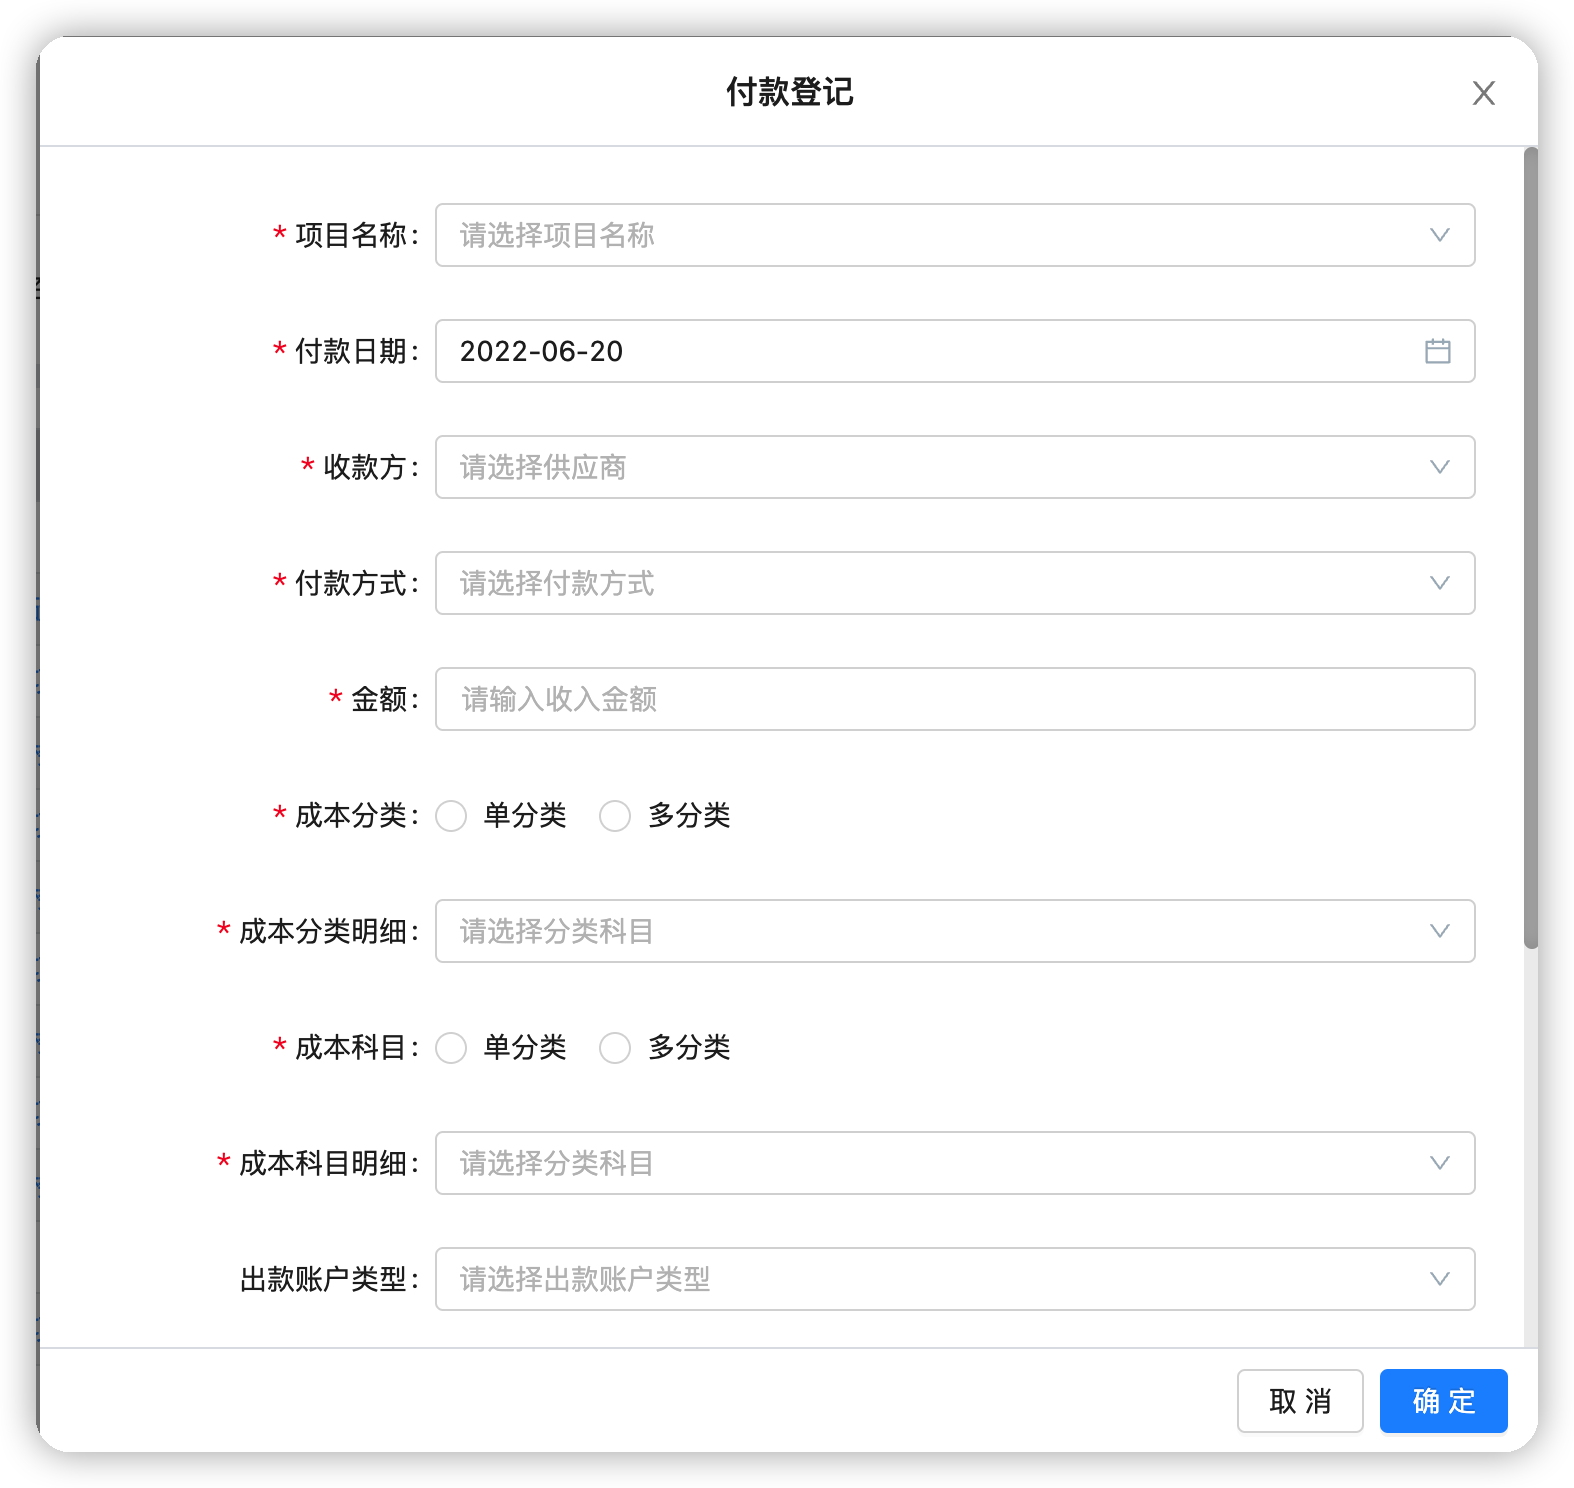 付款登记
* 项目名称: 请选择项目名称
* 付款日期: 2022-06-20
* 收款方: 请选择供应商
* 付款方式: 请选择付款方式
* 金额: 请输入收入金额
* 成本分类: 单分类 多分类
* 成本分类明细: 请选择分类科目
* 成本科目: 单分类 多分类
* 成本科目明细: 请选择分类科目
出款账户类型: 请选择出款账户类型
取 消 确 定